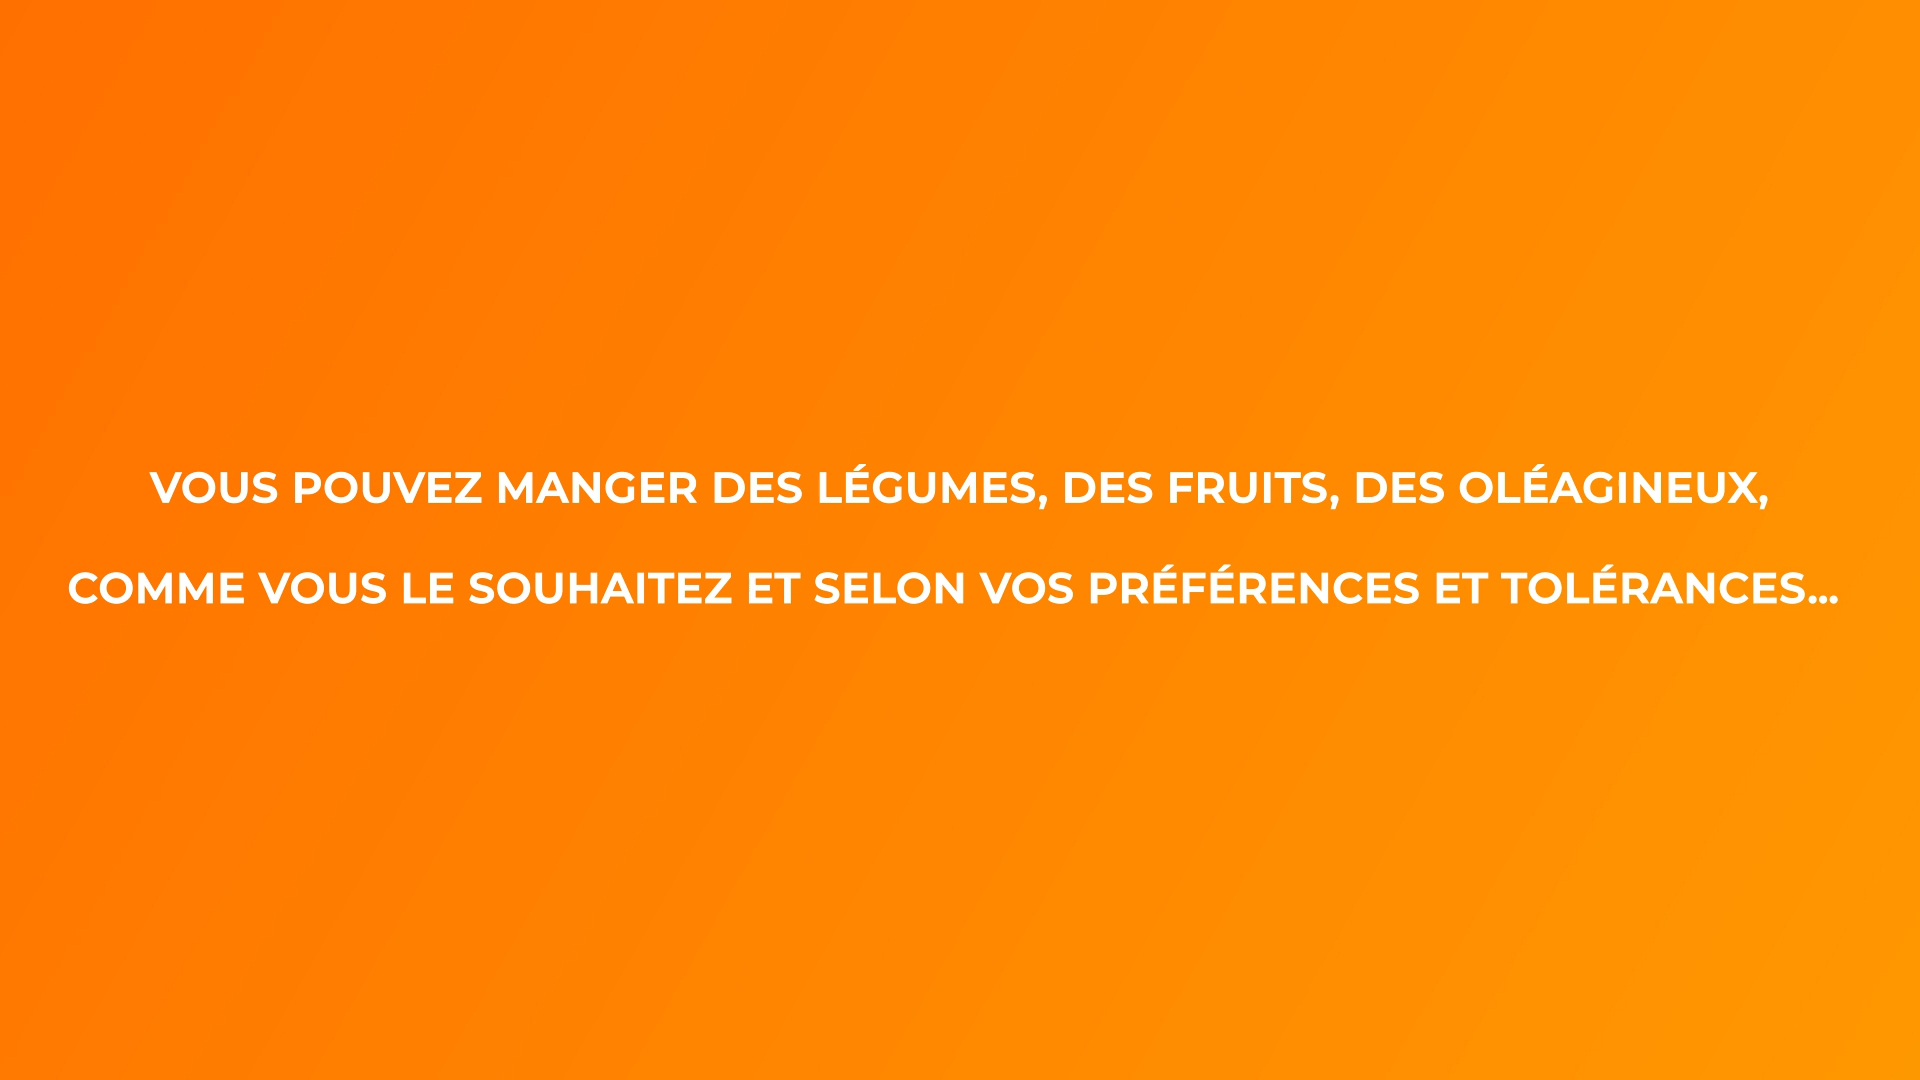 VOUS POUVEZ MANGER DES LÉGUMES, DES FRUITS, DES OLÉAGINEUX,
COMME VOUS LE SOUHAITEZ ET SELON VOS PRÉFÉRENCES ET TOLÉRANCES...